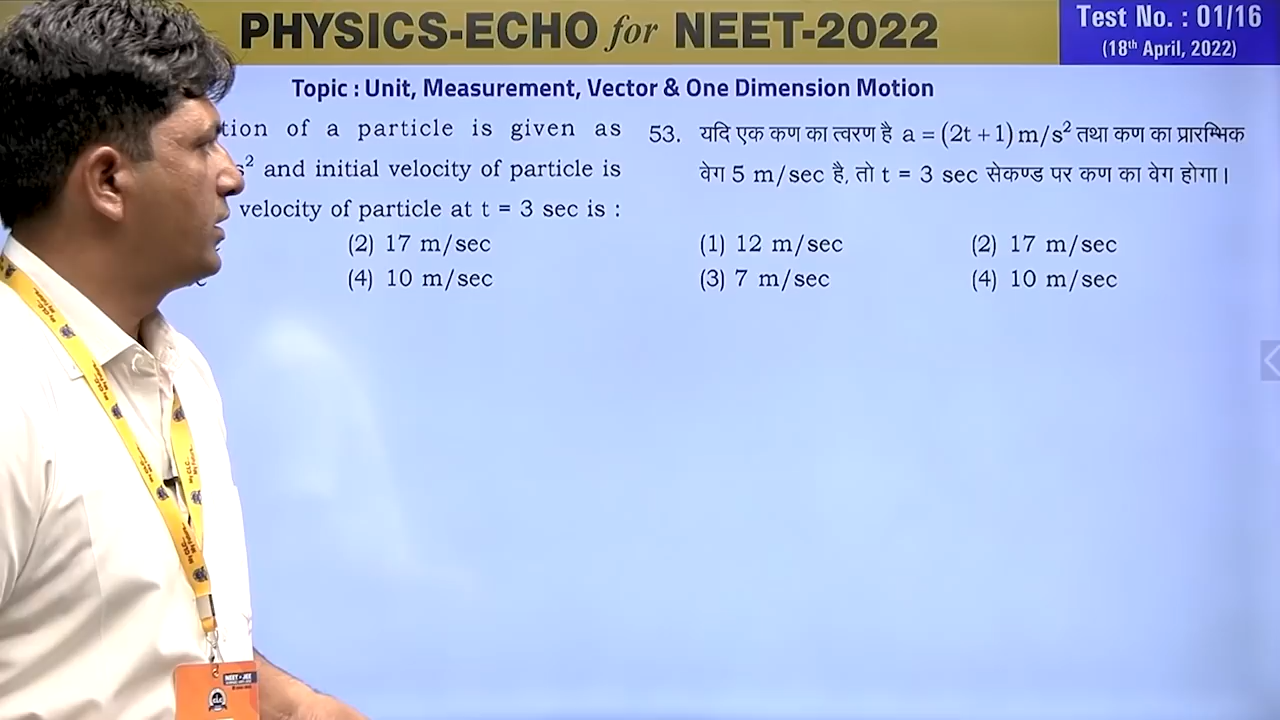 PHYSICS-ECHO for NEET-2022
Test No. : 01/16
(18th April, 2022)
Topic : Unit, Measurement, Vector & One Dimension Motion
tion of a particle is given as
s² and initial velocity of particle is
velocity of particle at t = 3 sec is :
(2) 17 m/sec
(4) 10 m/sec
53. यदि एक कण का त्वरण है a = (2t + 1) m/s² तथा कण का प्रारम्भिक
वेग 5 m/sec है, तो t = 3 sec सेकण्ड पर कण का वेग होगा।
(1) 12 m/sec (2) 17 m/sec
(3) 7 m/sec (4) 10 m/sec
NEET • JEE
CLC